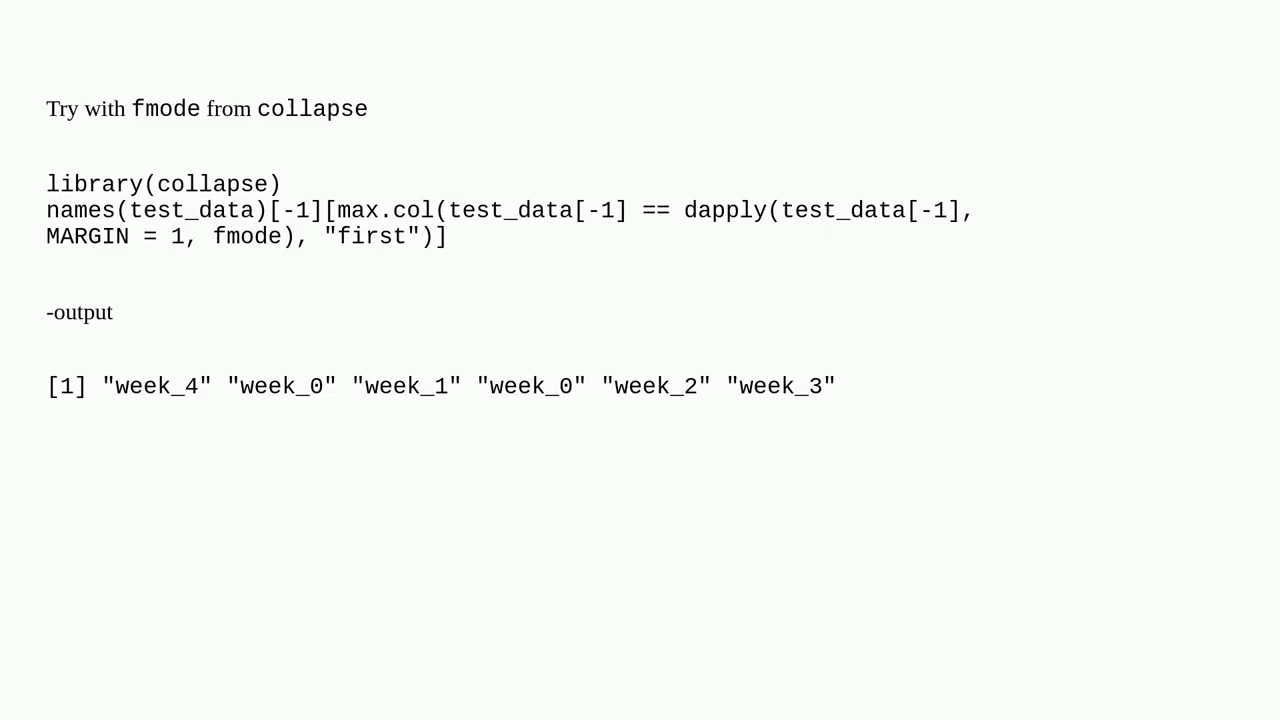 Try with fmode from collapse
library(collapse)
names(test_data)[-1][max.col(test_data[-1] == dapply(test_data[-1],
MARGIN = 1, fmode), "first")]
-output
[1] "week_4" "week_0" "week_1" "week_0" "week_2" "week_3"